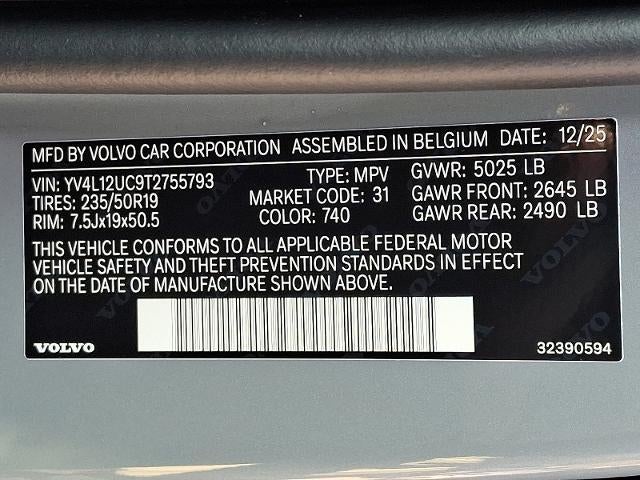 MFD BY VOLVO CAR CORPORATION ASSEMBLED IN BELGIUM DATE: 12/25
VIN: YV4L12UC9T2755793 TYPE: MPV GVWR: 5025 LB
TIRES: 235/50R19 MARKET CODE: 31 GAWR FRONT: 2645 LB
RIM: 7.5Jx19x50.5 COLOR: 740 GAWR REAR: 2490 LB
THIS VEHICLE CONFORMS TO ALL APPLICABLE FEDERAL MOTOR
VEHICLE SAFETY AND THEFT PREVENTION STANDARDS IN EFFECT
ON THE DATE OF MANUFACTURE SHOWN ABOVE.
VOLVO 32390594